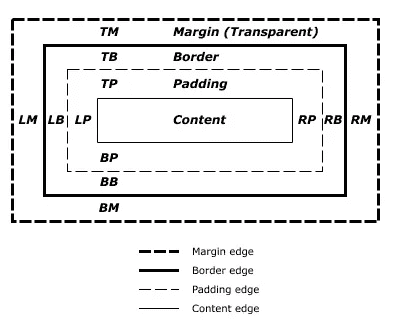 TM Margin (Transparent)
TB Border
TP Padding
LM LB LP Content RP RB RM
BP
BB
BM
Margin edge
Border edge
Padding edge
Content edge